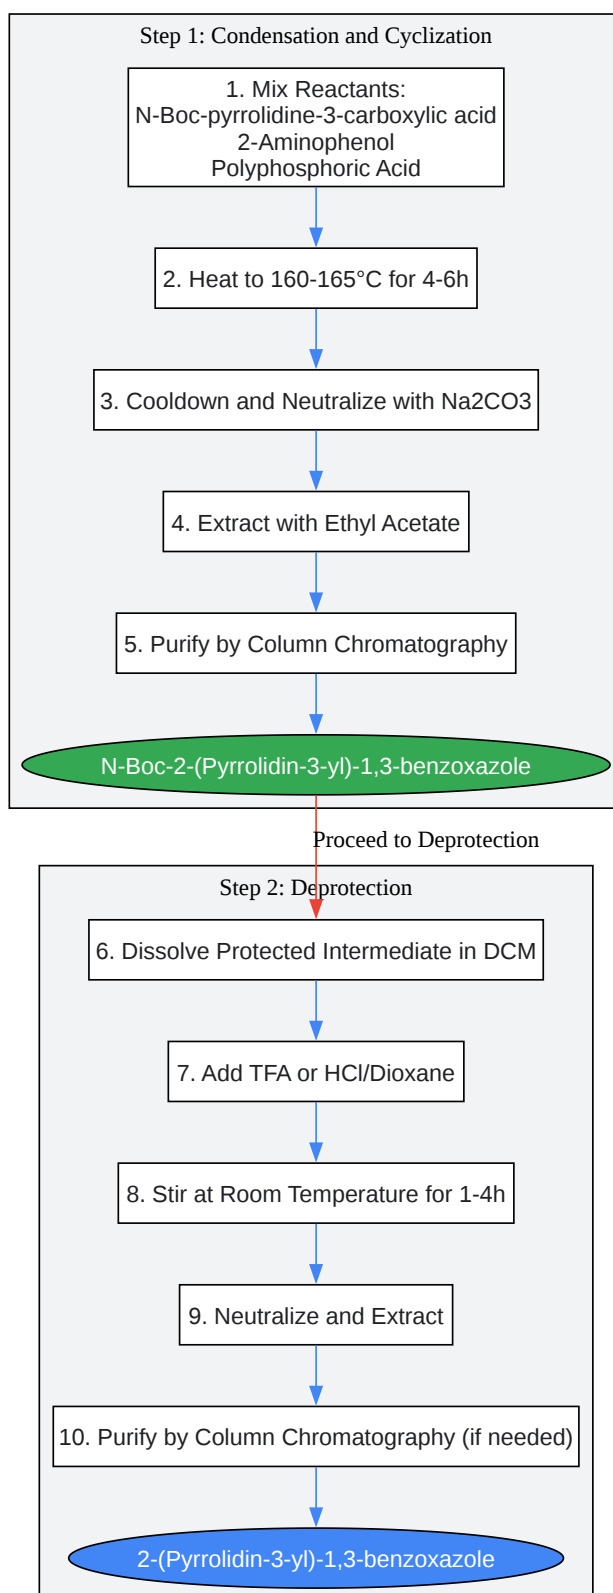 Step 1: Condensation and Cyclization
1. Mix Reactants:
N-Boc-pyrrolidine-3-carboxylic acid
2-Aminophenol
Polyphosphoric Acid
2. Heat to 160-165°C for 4-6h
3. Cooldown and Neutralize with Na2CO3
4. Extract with Ethyl Acetate
5. Purify by Column Chromatography
N-Boc-2-(Pyrrolidin-3-yl)-1,3-benzoxazole
Proceed to Deprotection
Step 2: Deprotection
6. Dissolve Protected Intermediate in DCM
7. Add TFA or HCl/Dioxane
8. Stir at Room Temperature for 1-4h
9. Neutralize and Extract
10. Purify by Column Chromatography (if needed)
2-(Pyrrolidin-3-yl)-1,3-benzoxazole